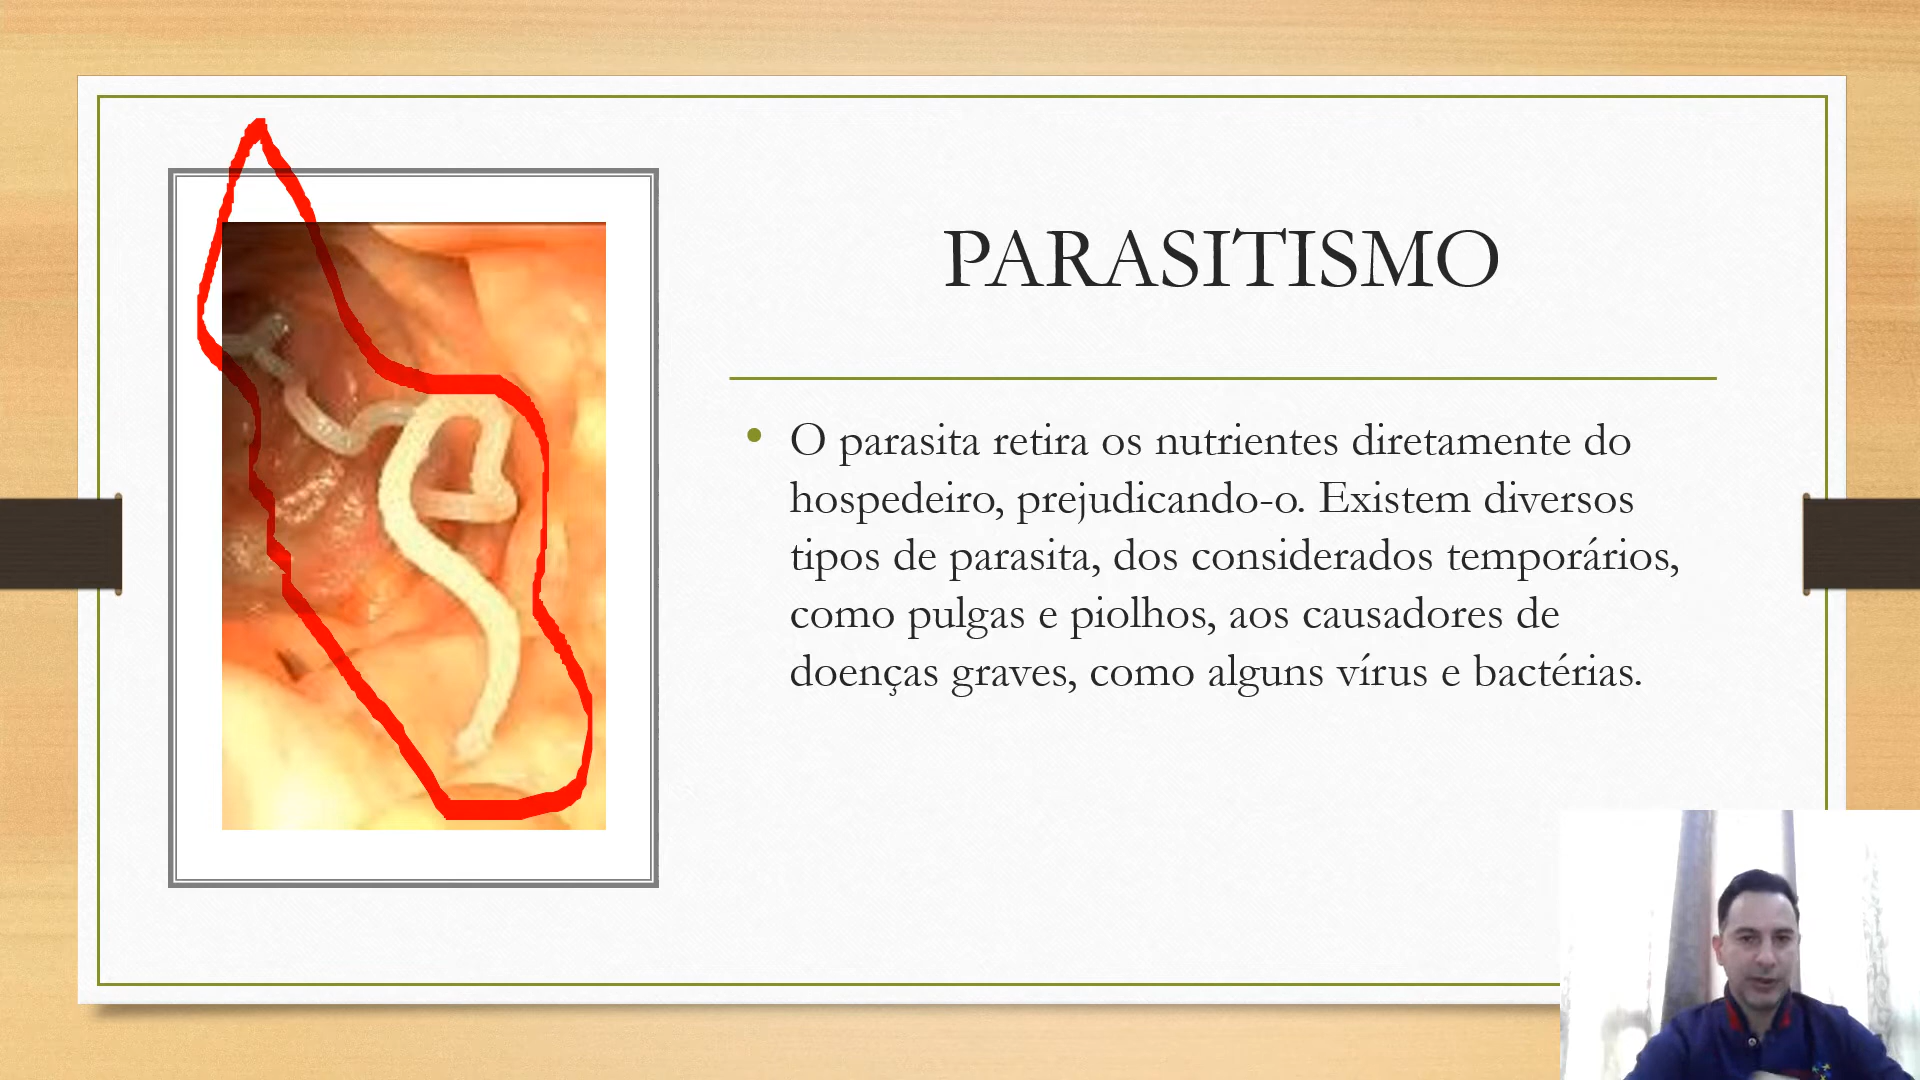 PARASITISMO
• O parasita retira os nutrientes diretamente do
hospedeiro, prejudicando-o. Existem diversos
tipos de parasita, dos considerados temporários,
como pulgas e piolhos, aos causadores de
doenças graves, como alguns vírus e bactérias.